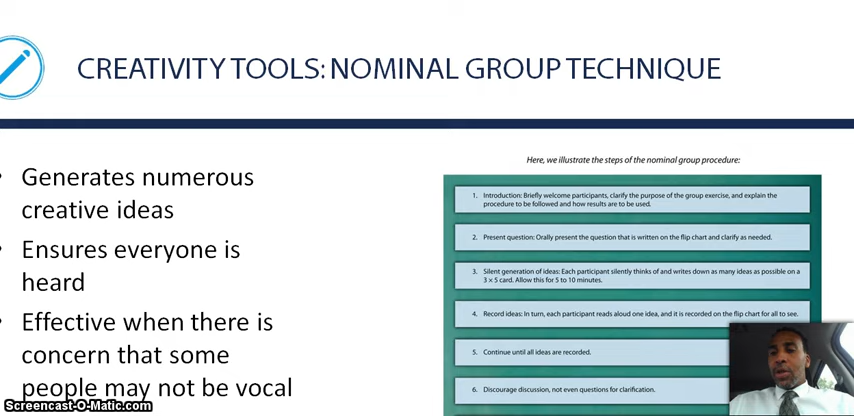 CREATIVITY TOOLS: NOMINAL GROUP TECHNIQUE
Generates numerous
creative ideas
Ensures everyone is
heard
Effective when there is
concern that some
people may not be vocal
Here, we illustrate the steps of the nominal group procedure:
1. Introduction: Briefly welcome participants, clarify the purpose of the group exercise, and explain the
procedure to be followed and how results are to be used.
2. Present question: Orally present the question that is written on the flip chart and clarify as needed.
3. Silent generation of ideas: Each participant silently thinks of and writes down as many ideas as possible on a
3 × 5 card. Allow this for 5 to 10 minutes.
4. Record ideas: In turn, each participant reads aloud one idea, and it is recorded on the flip chart for all to see.
5. Continue until all ideas are recorded.
6. Discourage discussion, not even questions for clarification.
Screencast-O-Matic.com